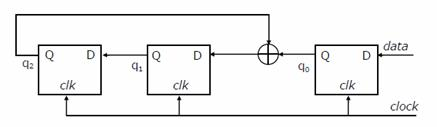 Q D Q D Q D data
q₂ q₁ q₀
clk clk clk
clock